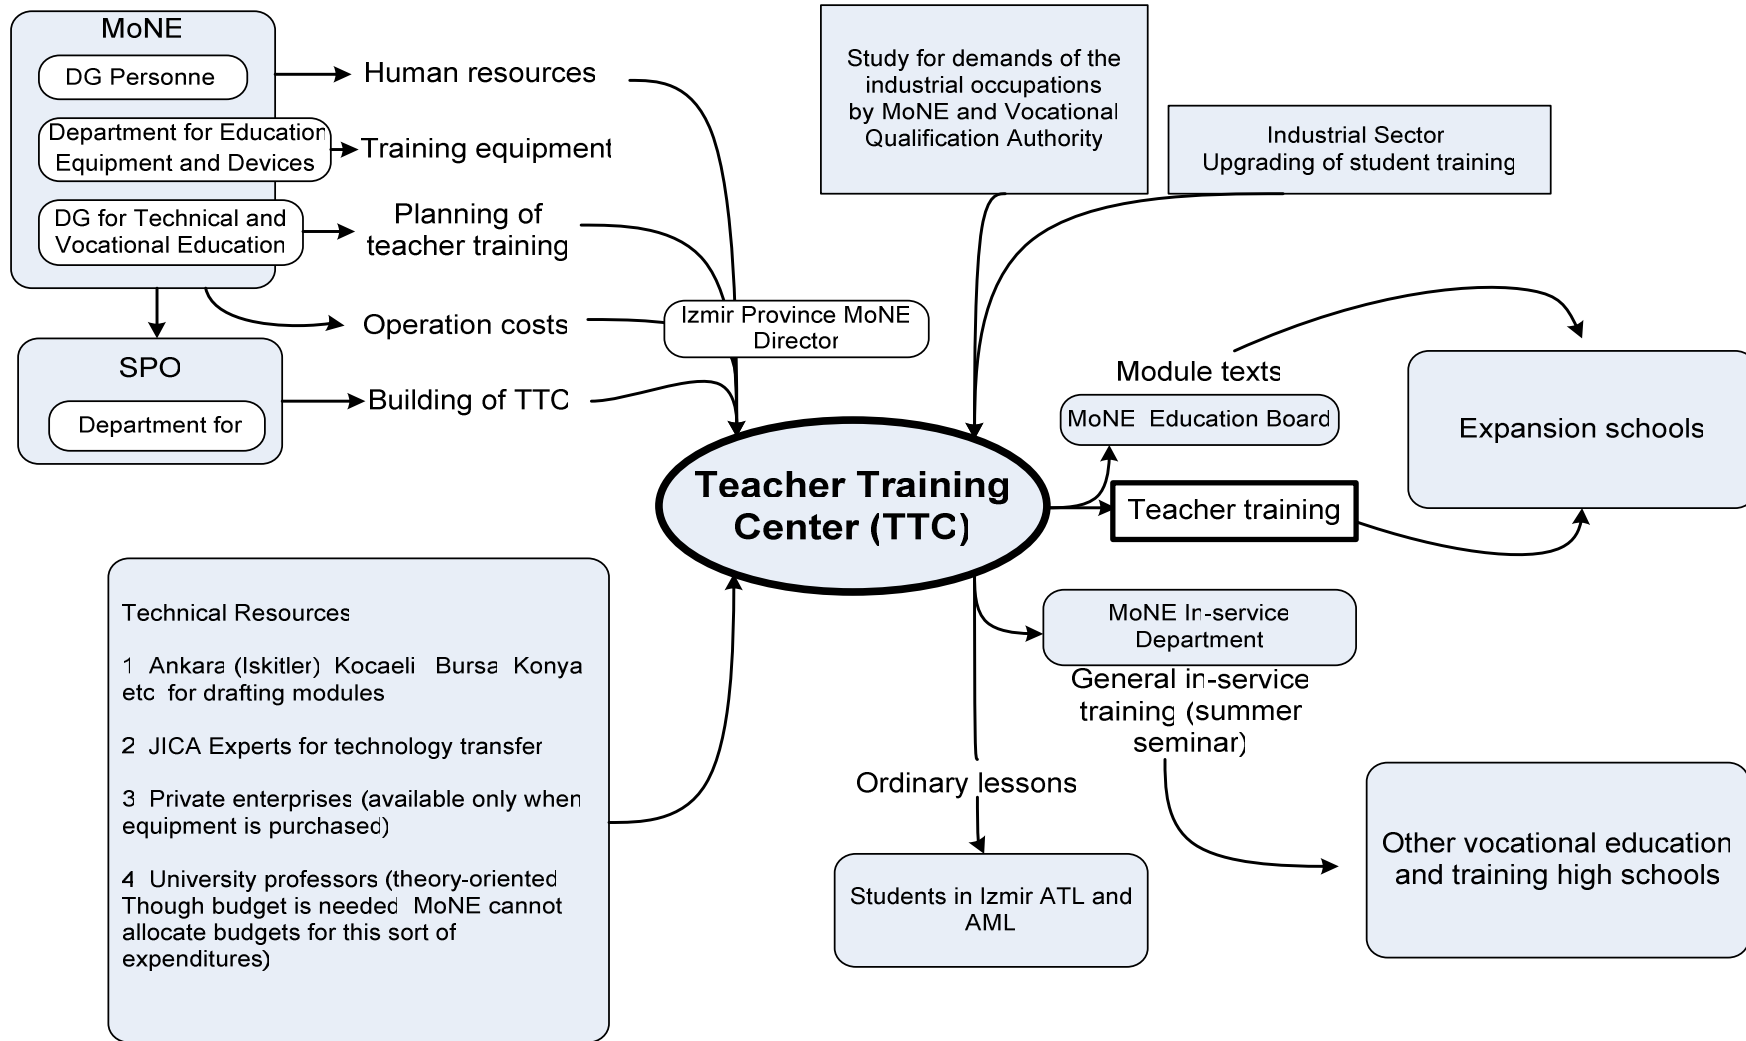 MoNE
DG Personne
Department for Education
Equipment and Devices
DG for Technical and
Vocational Education
SPO
Department for
Human resources
Training equipment
Planning of
teacher training
Operation costs
Building of TTC
Izmir Province MoNE
Director
Study for demands of the
industrial occupations
by MoNE and Vocational
Qualification Authority
Industrial Sector
Upgrading of student training
Teacher Training
Center (TTC)
Module texts
MoNE Education Board
Teacher training
Expansion schools
MoNE In-service
Department
General in-service
training (summer
seminar)
Ordinary lessons
Students in Izmir ATL and
AML
Other vocational education
and training high schools
Technical Resources
1 Ankara (Iskitler) Kocaeli Bursa Konya
etc for drafting modules
2 JICA Experts for technology transfer
3 Private enterprises (available only when
equipment is purchased)
4 University professors (theory-oriented
Though budget is needed MoNE cannot
allocate budgets for this sort of
expenditures)